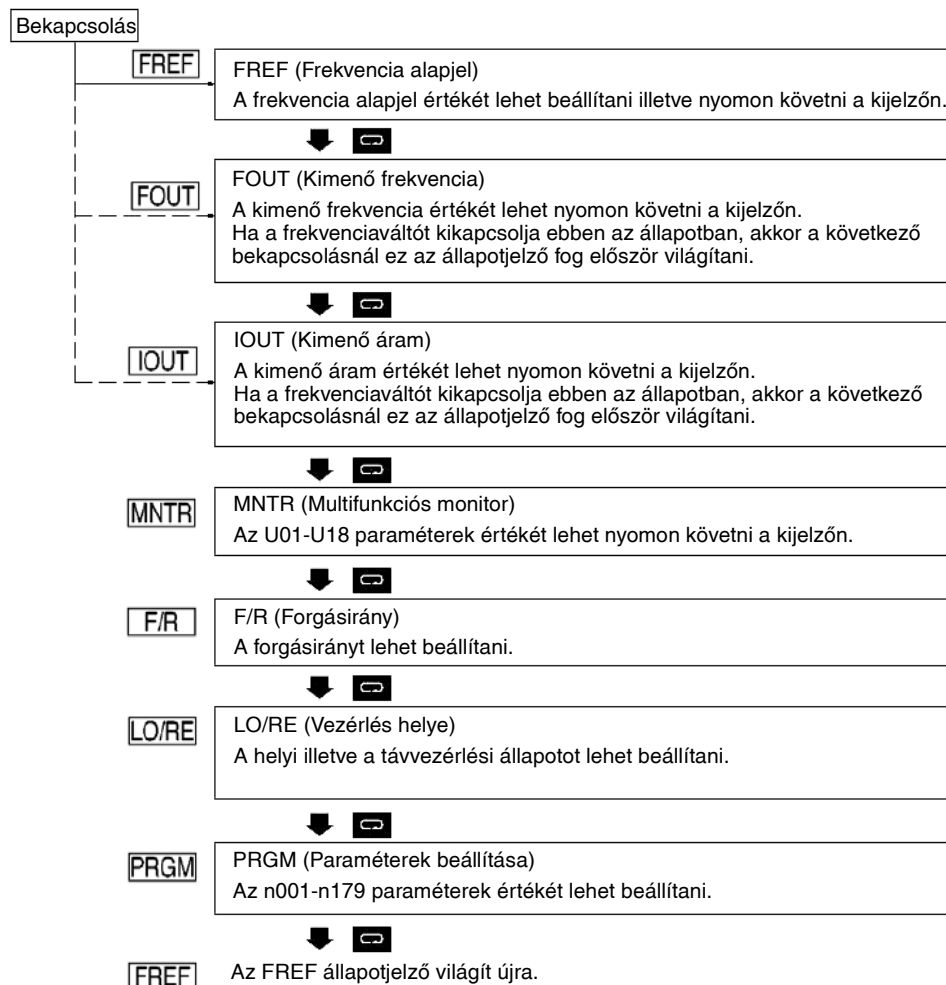 Bekapcsolás
FREF
FREF (Frekvencia alapjel)
A frekvencia alapjel értékét lehet beállítani illetve nyomon követni a kijelzőn.
FOUT
FOUT (Kimenő frekvencia)
A kimenő frekvencia értékét lehet nyomon követni a kijelzőn.
Ha a frekvenciaváltót kikapcsolja ebben az állapotban, akkor a következő
bekapcsolásnál ez az állapotjelző fog először világítani.
IOUT
IOUT (Kimenő áram)
A kimenő áram értékét lehet nyomon követni a kijelzőn.
Ha a frekvenciaváltót kikapcsolja ebben az állapotban, akkor a következő
bekapcsolásnál ez az állapotjelző fog először világítani.
MNTR
MNTR (Multifunkciós monitor)
Az U01-U18 paraméterek értékét lehet nyomon követni a kijelzőn.
F/R
F/R (Forgásirány)
A forgásirányt lehet beállítani.
LO/RE
LO/RE (Vezérlés helye)
A helyi illetve a távvezérlési állapotot lehet beállítani.
PRGM
PRGM (Paraméterek beállítása)
Az n001-n179 paraméterek értékét lehet beállítani.
FREF
Az FREF állapotjelző világít újra.